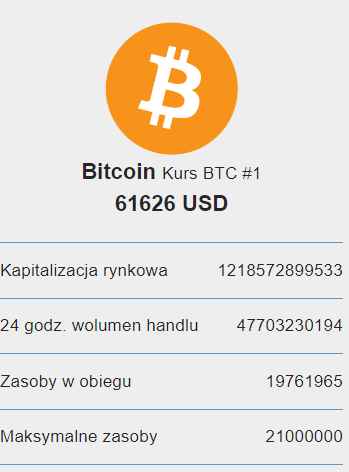 Bitcoin Kurs BTC #1
61626 USD
Kapitalizacja rynkowa 1218572899533
24 godz. wolumen handlu 47703230194
Zasoby w obiegu 19761965
Maksymalne zasoby 21000000